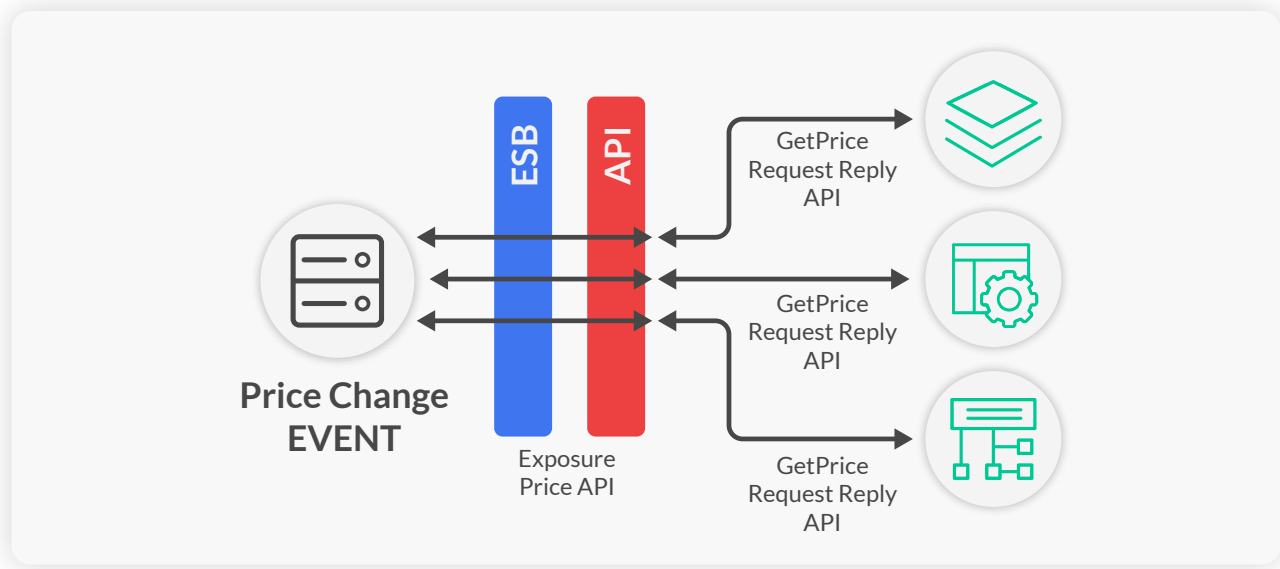 ESB
API
GetPrice
Request Reply
API
GetPrice
Request Reply
API
Price Change
EVENT
Exposure
Price API
GetPrice
Request Reply
API